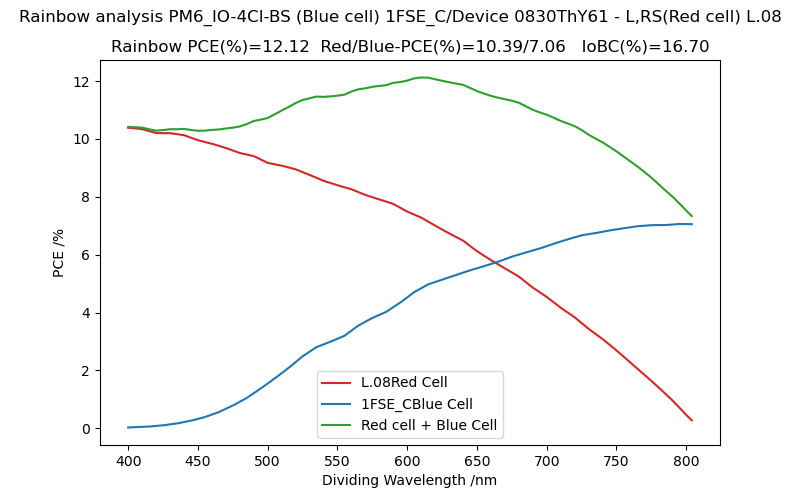 Rainbow analysis PM6_IO-4Cl-BS (Blue cell) 1FSE_C/Device 0830ThY61 - L,RS(Red cell) L.08
Rainbow PCE(%)=12.12  Red/Blue-PCE(%)=10.39/7.06   IoBC(%)=16.70
12
10
8
6
4
2
0
PCE /%
L.08Red Cell
1FSE_CBlue Cell
Red cell + Blue Cell
400 450 500 550 600 650 700 750 800
Dividing Wavelength /nm